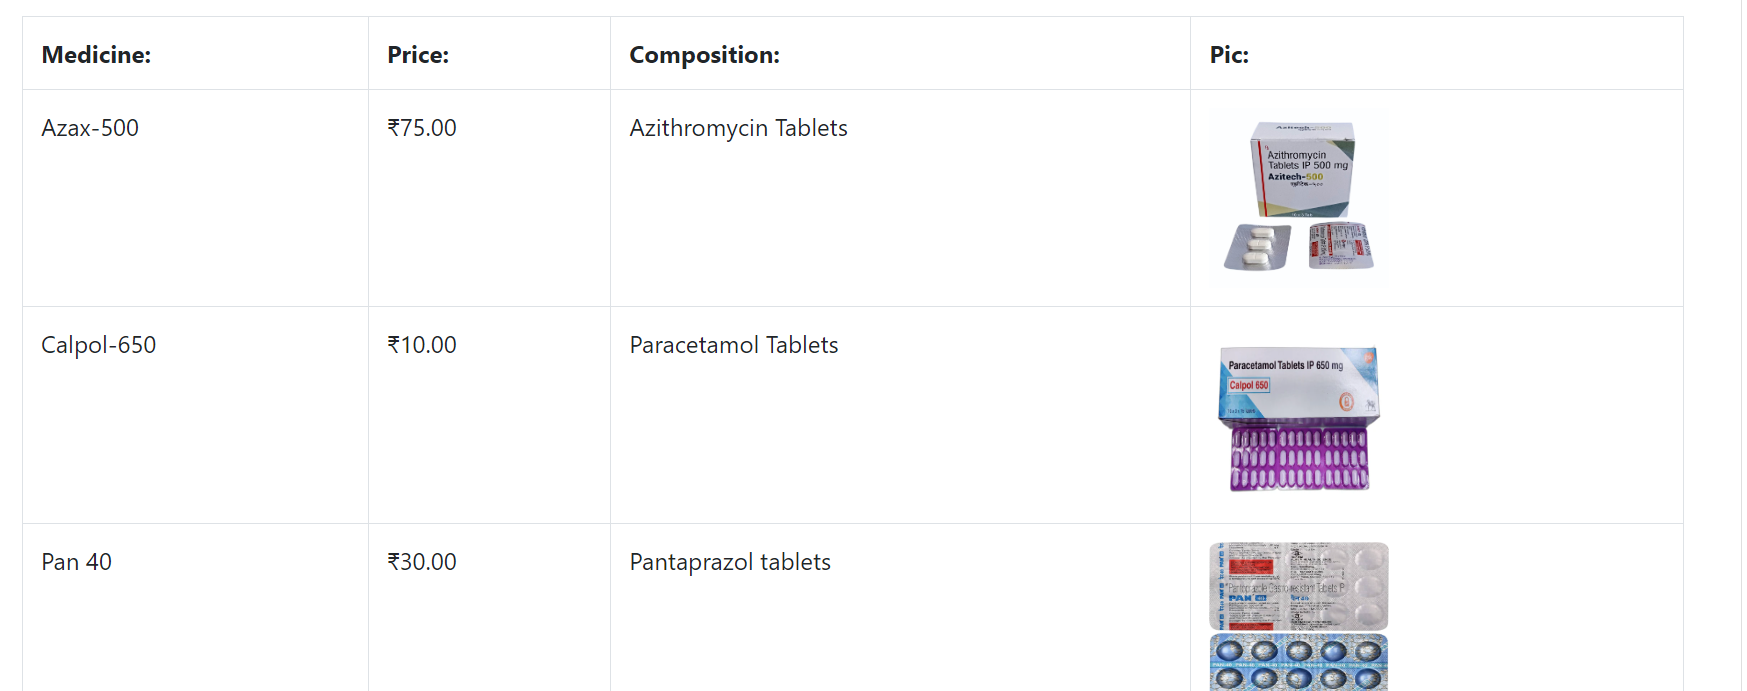 Medicine:
Price:
Composition:
Pic:
Azax-500
₹75.00
Azithromycin Tablets
Azithromycin
Tablets IP 500 mg
Azitech-500
Calpol-650
₹10.00
Paracetamol Tablets
Paracetamol Tablets IP 650 mg
Calpol 650
Pan 40
₹30.00
Pantaprazol tablets
PAN